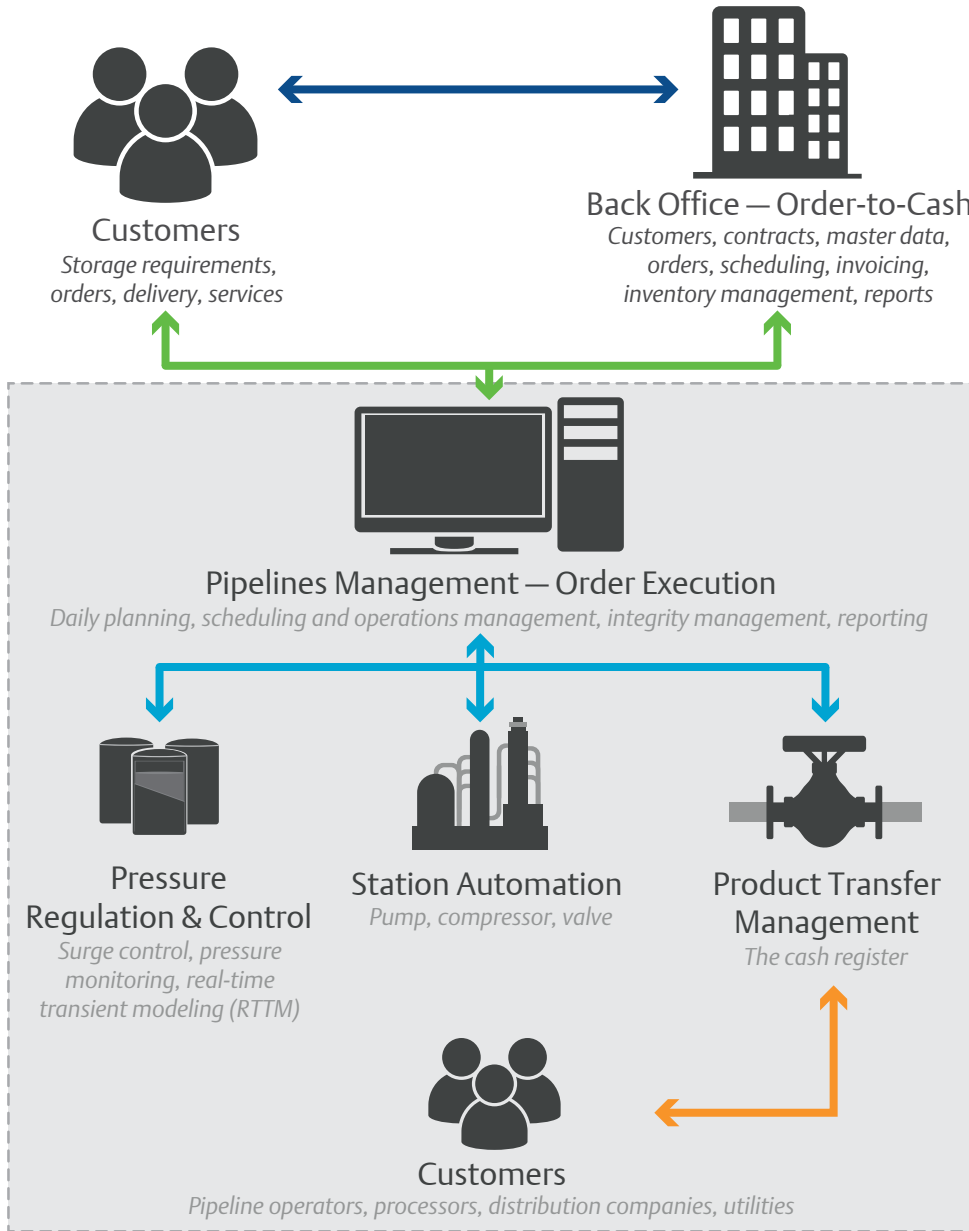 Customers
Storage requirements,
orders, delivery, services
Back Office — Order-to-Cash
Customers, contracts, master data,
orders, scheduling, invoicing,
inventory management, reports
Pipelines Management — Order Execution
Daily planning, scheduling and operations management, integrity management, reporting
Pressure
Regulation & Control
Surge control, pressure
monitoring, real-time
transient modeling (RTTM)
Station Automation
Pump, compressor, valve
Product Transfer
Management
The cash register
Customers
Pipeline operators, processors, distribution companies, utilities